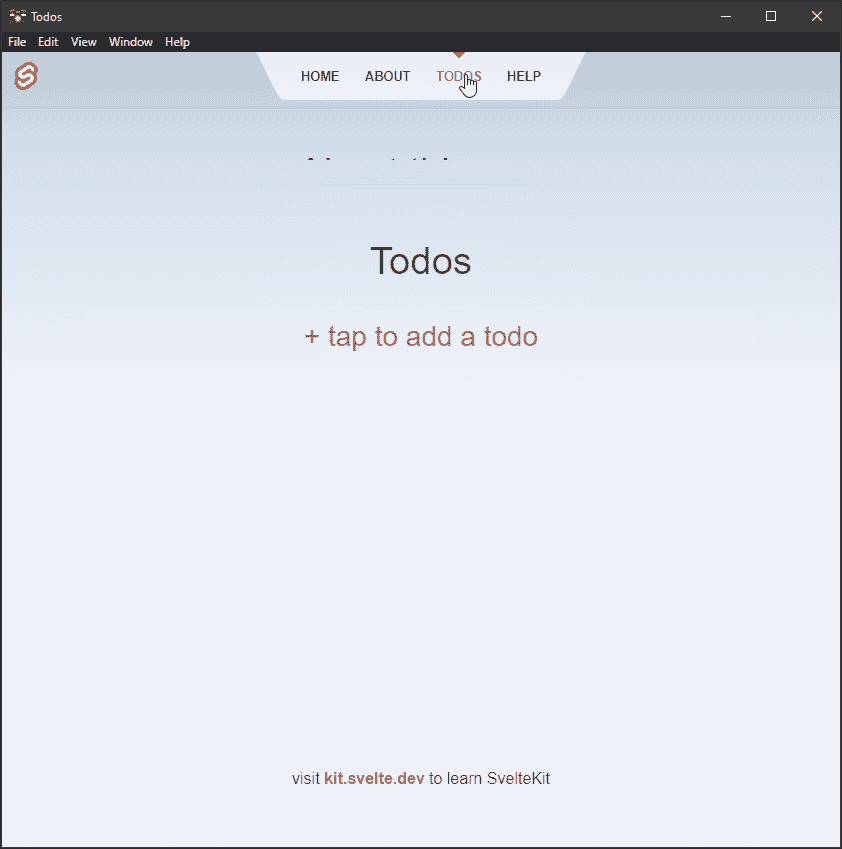 Todos
File Edit View Window Help
HOME ABOUT TODOS HELP
Todos
+ tap to add a todo
visit kit.svelte.dev to learn SvelteKit